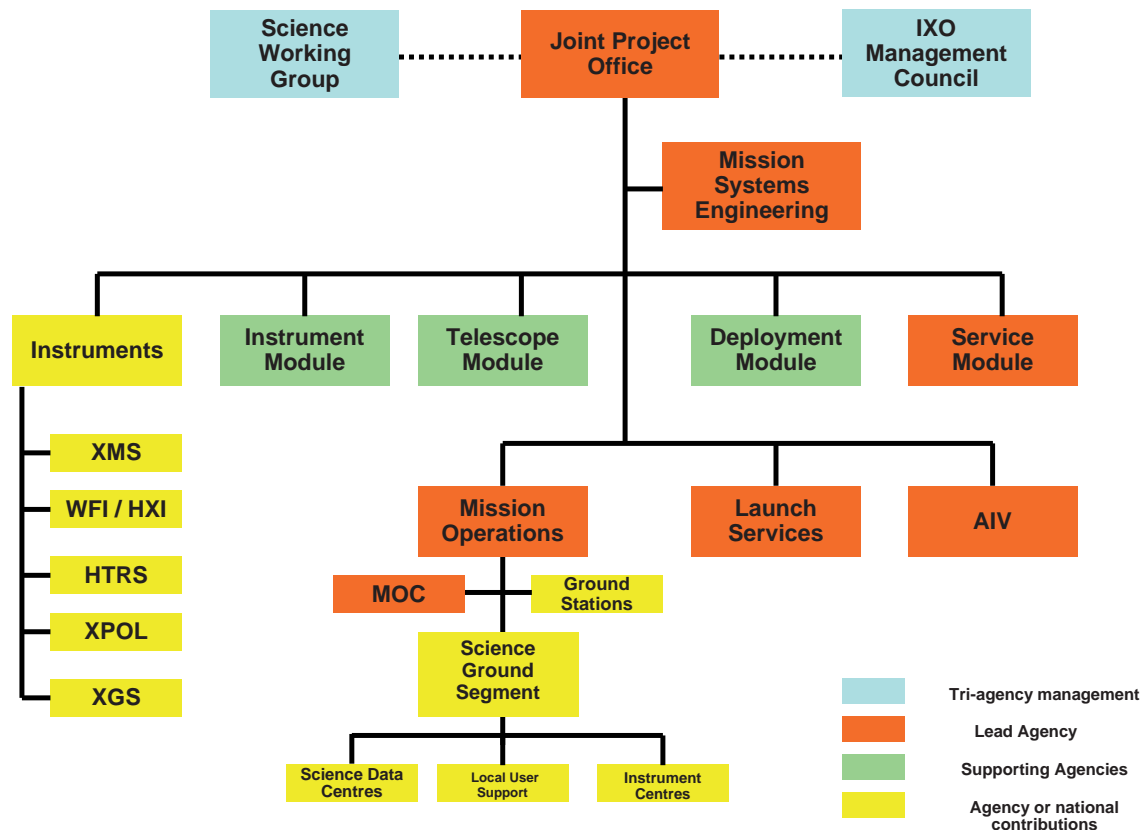 Science
Working
Group
Joint Project
Office
IXO
Management
Council
Mission
Systems
Engineering
Instruments
Instrument
Module
Telescope
Module
Deployment
Module
Service
Module
XMS
WFI / HXI
HTRS
XPOL
XGS
Mission
Operations
Launch
Services
AIV
MOC
Ground
Stations
Science
Ground
Segment
Science Data
Centres
Local User
Support
Instrument
Centres
Tri-agency management
Lead Agency
Supporting Agencies
Agency or national
contributions